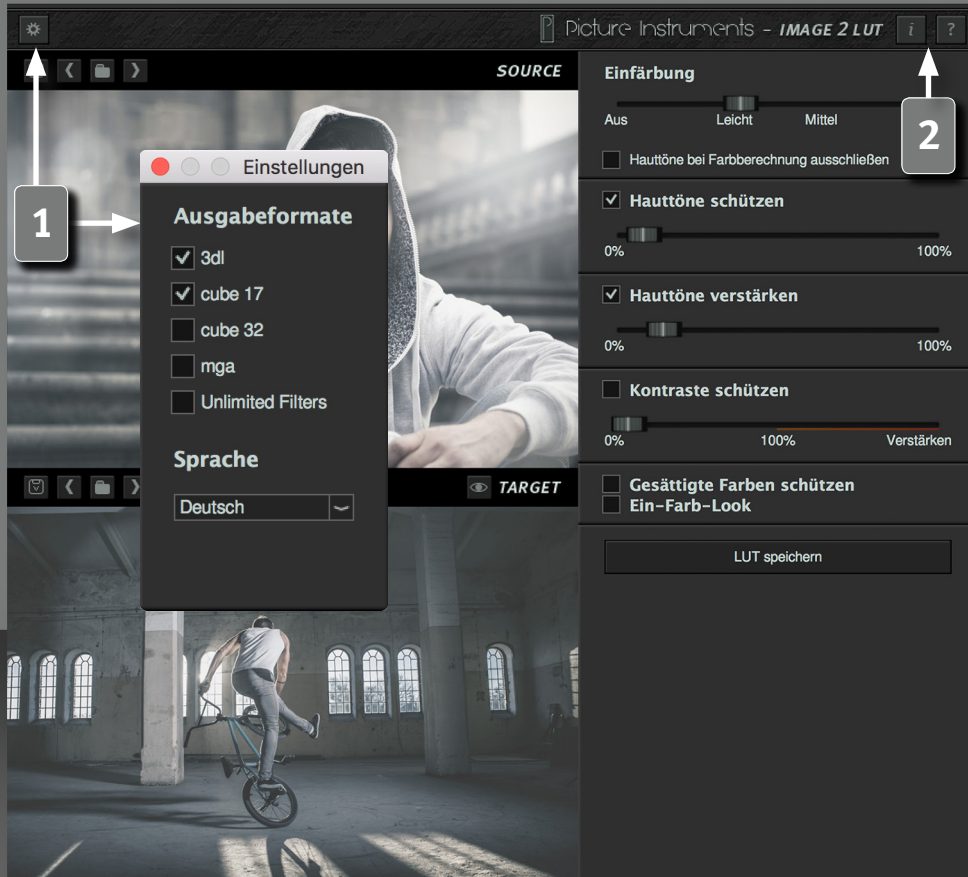 Picture Instruments - IMAGE 2 LUT
i
?
SOURCE
Einstellungen
Ausgabeformate
3dl
cube 17
cube 32
mga
Unlimited Filters
Sprache
Deutsch
1
TARGET
Einfärbung
Aus Leicht Mittel
2
Hauttöne bei Farbberechnung ausschließen
Hauttöne schützen
0% 100%
Hauttöne verstärken
0% 100%
Kontraste schützen
0% 100% Verstärken
Gesättigte Farben schützen
Ein-Farb-Look
LUT speichern